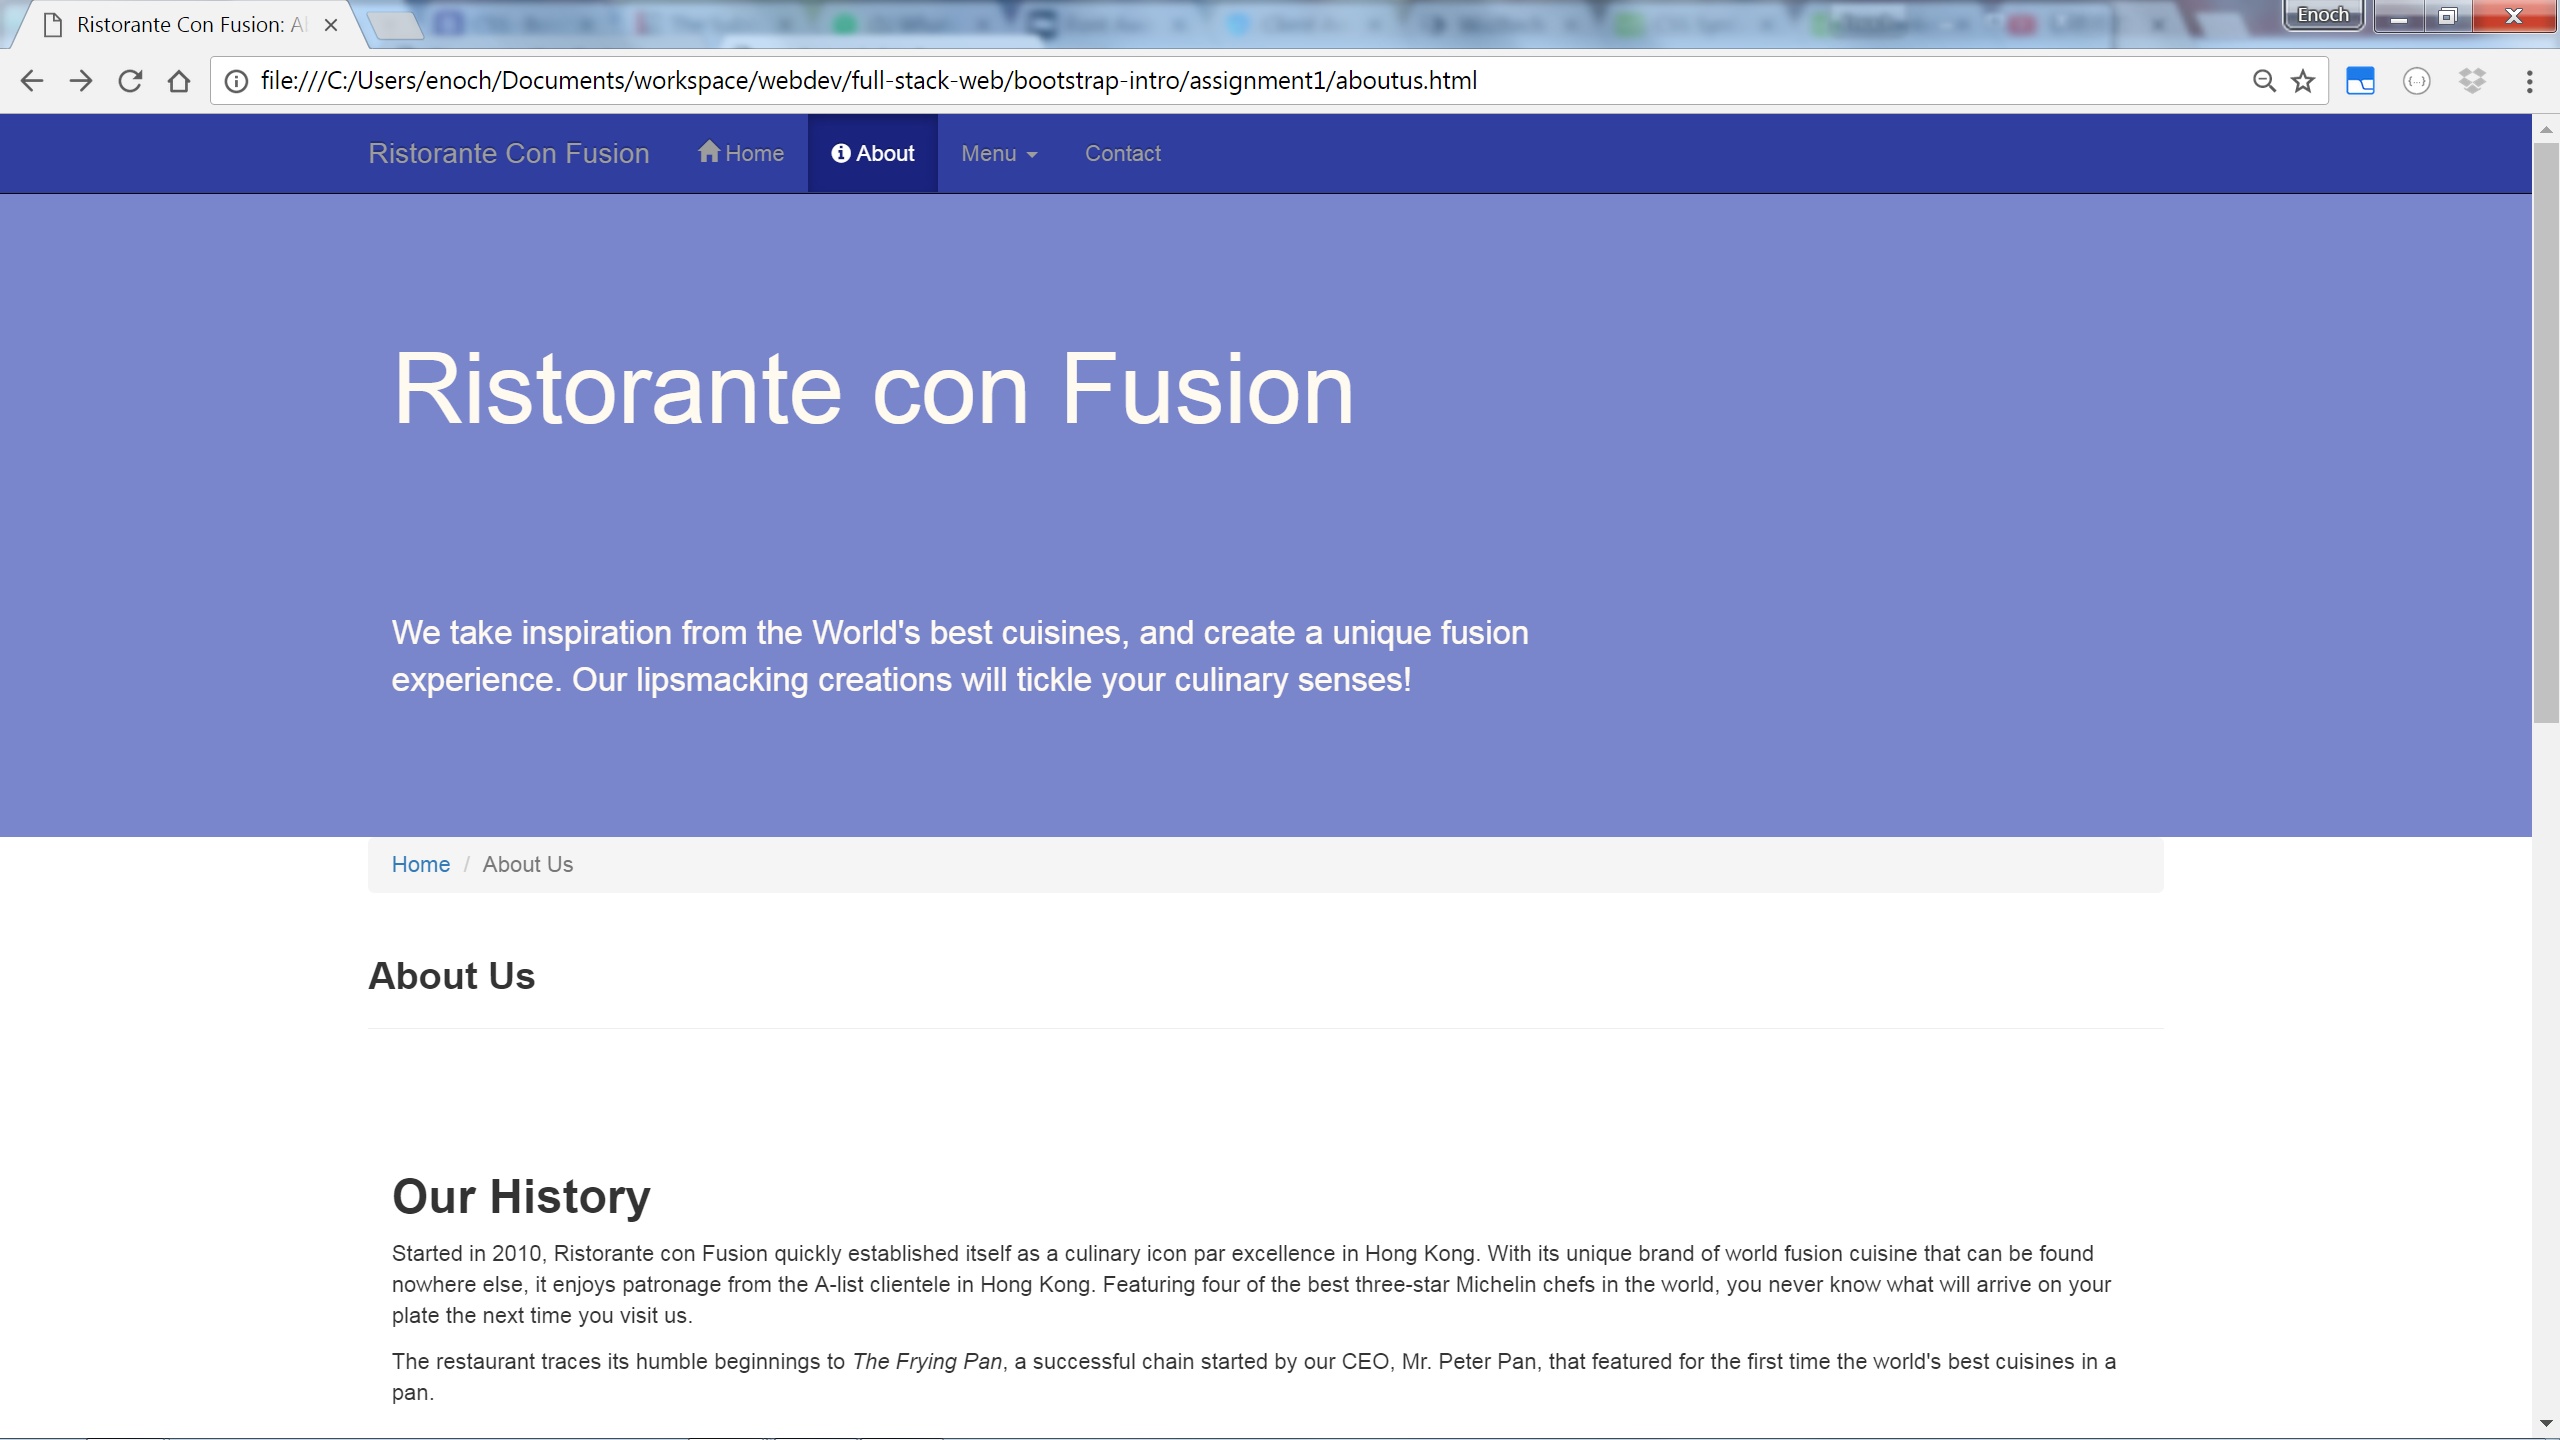 Ristorante Con Fusion: A
Enoch
file:///C:/Users/enoch/Documents/workspace/webdev/full-stack-web/bootstrap-intro/assignment1/aboutus.html
Ristorante Con Fusion Home About Menu Contact
Ristorante con Fusion
We take inspiration from the World's best cuisines, and create a unique fusion
experience. Our lipsmacking creations will tickle your culinary senses!
Home / About Us
About Us
Our History
Started in 2010, Ristorante con Fusion quickly established itself as a culinary icon par excellence in Hong Kong. With its unique brand of world fusion cuisine that can be found
nowhere else, it enjoys patronage from the A-list clientele in Hong Kong. Featuring four of the best three-star Michelin chefs in the world, you never know what will arrive on your
plate the next time you visit us.
The restaurant traces its humble beginnings to The Frying Pan, a successful chain started by our CEO, Mr. Peter Pan, that featured for the first time the world's best cuisines in a
pan.